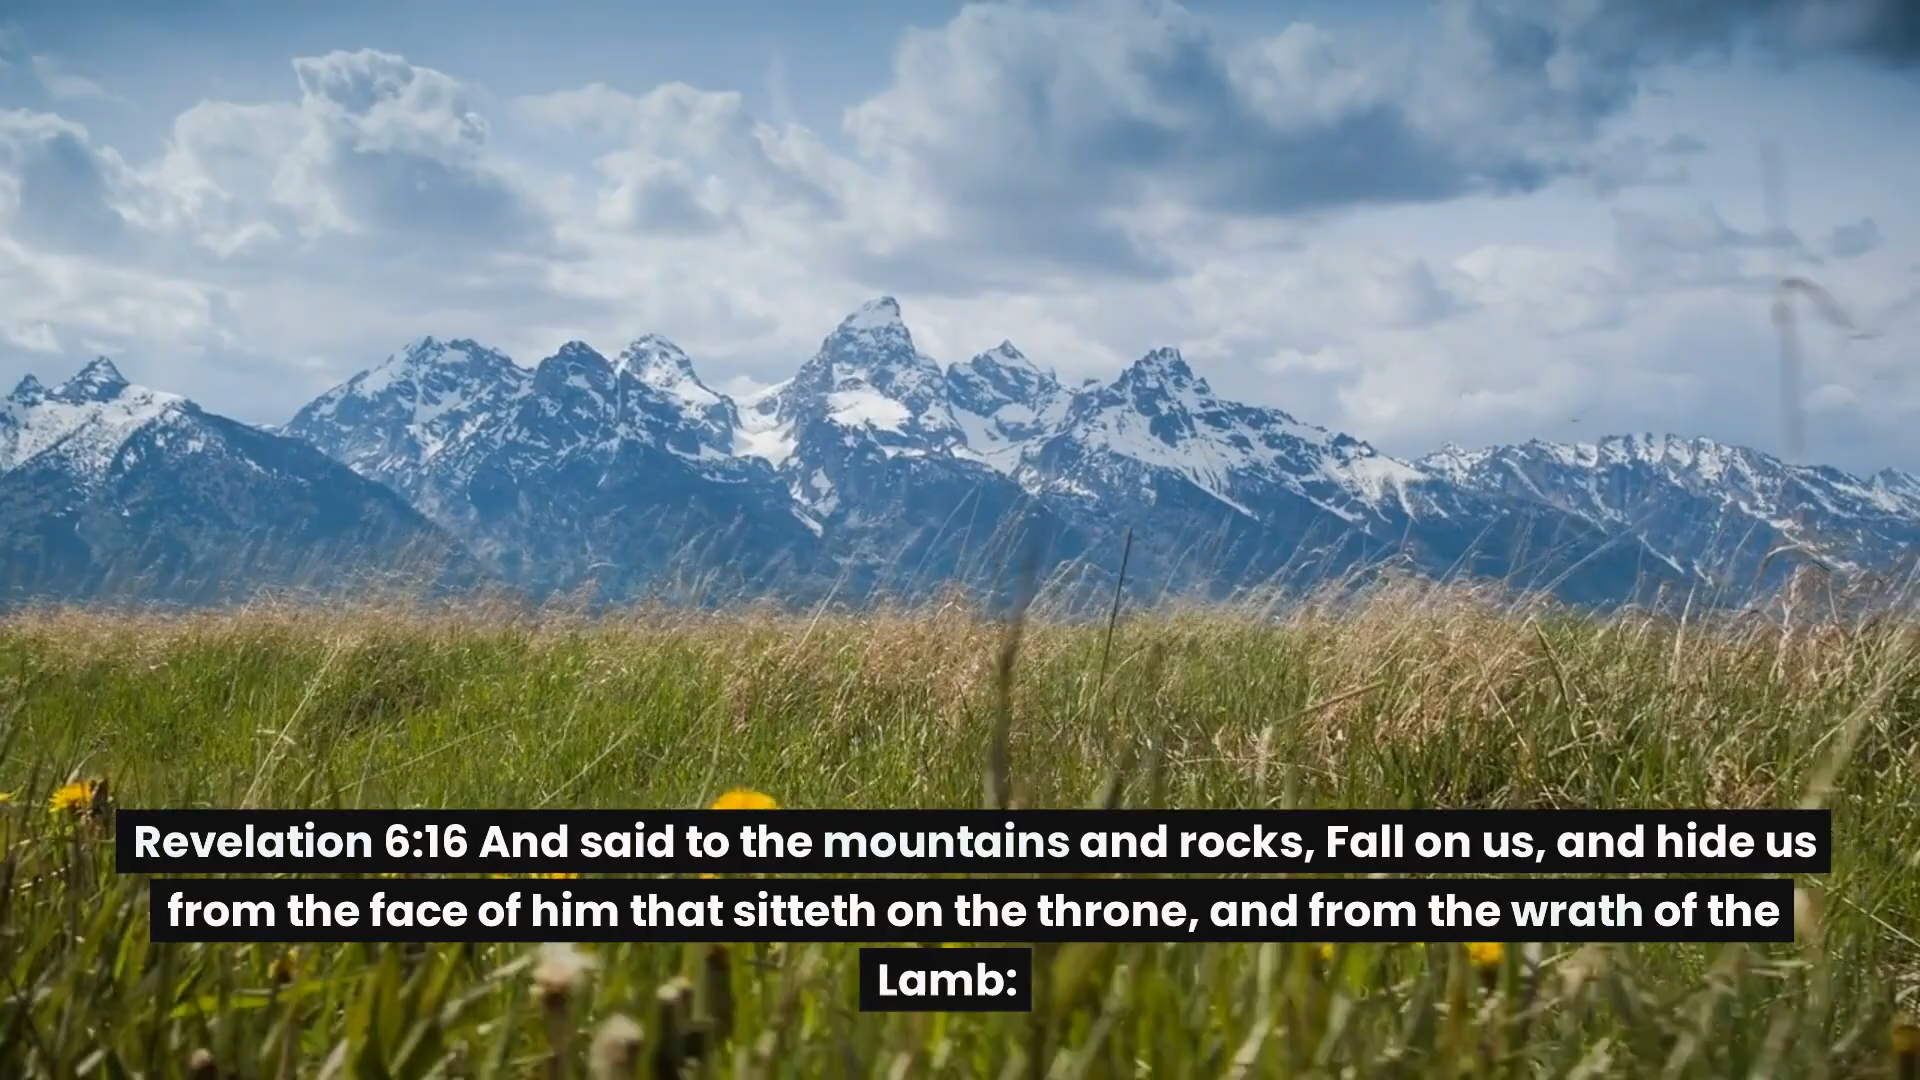 Revelation 6:16 And said to the mountains and rocks, Fall on us, and hide us
from the face of him that sitteth on the throne, and from the wrath of the
Lamb: